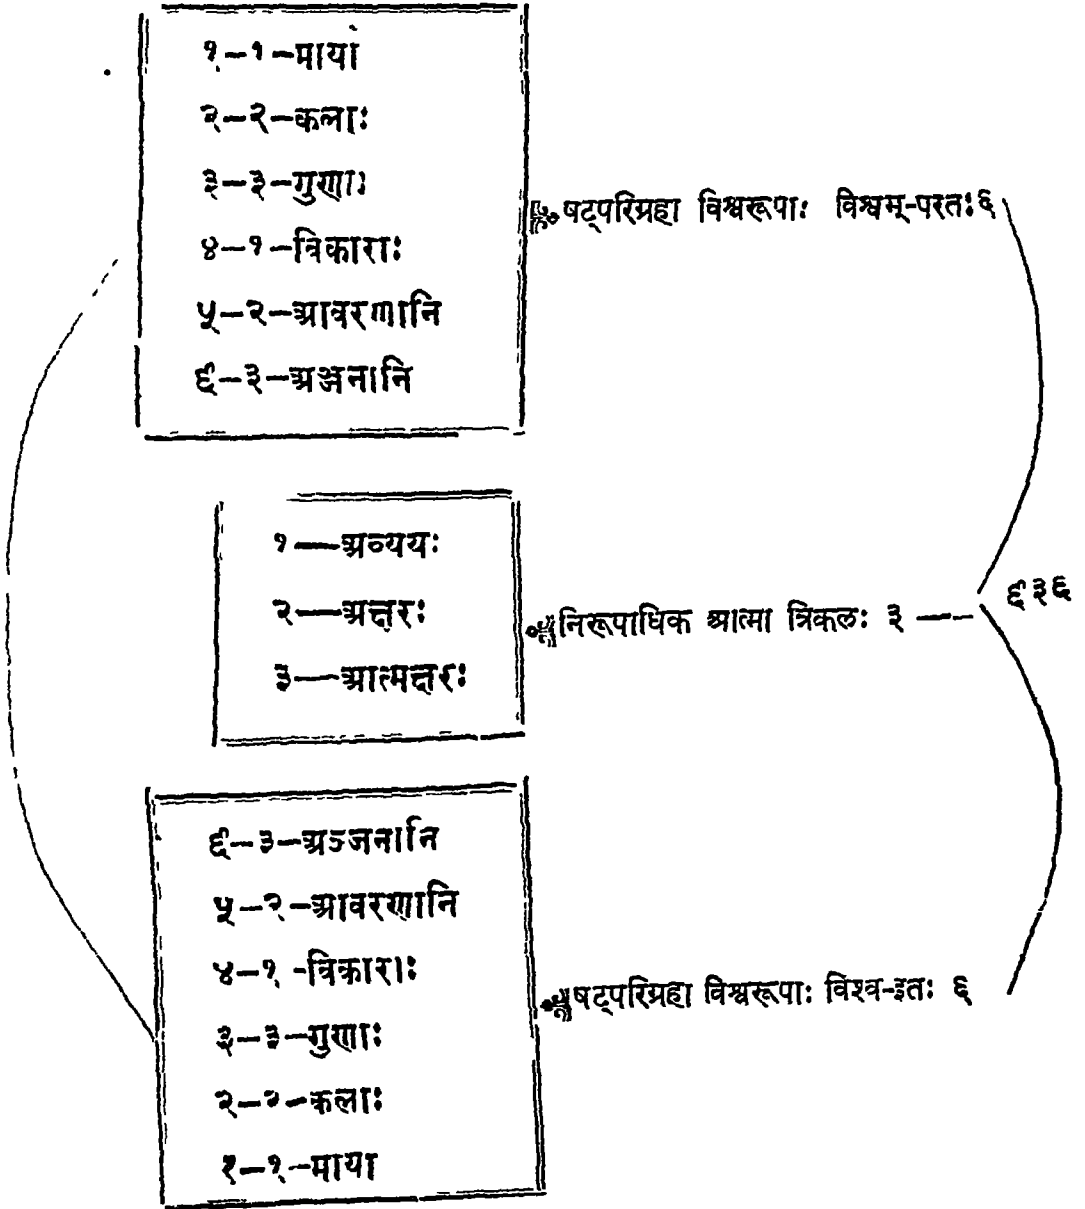 १–१–माया
२–२–कलाः
३–३–गुणाः
४–१–विकाराः
५–२–आवरणानि
६–३–अञ्जनानि
षट्परिग्रहा विश्वरूपाः विश्वम्-परतः ६
१—अव्ययः
२—अक्षरः
३—आत्मक्षरः
निरूपाधिक आत्मा त्रिकलः ३
६३६
६–३–अञ्जनानि
५–२–आवरणानि
४–१–विकाराः
३–३–गुणाः
२–२–कलाः
१–१–माया
षट्परिग्रहा विश्वरूपाः विश्व-इतः ६